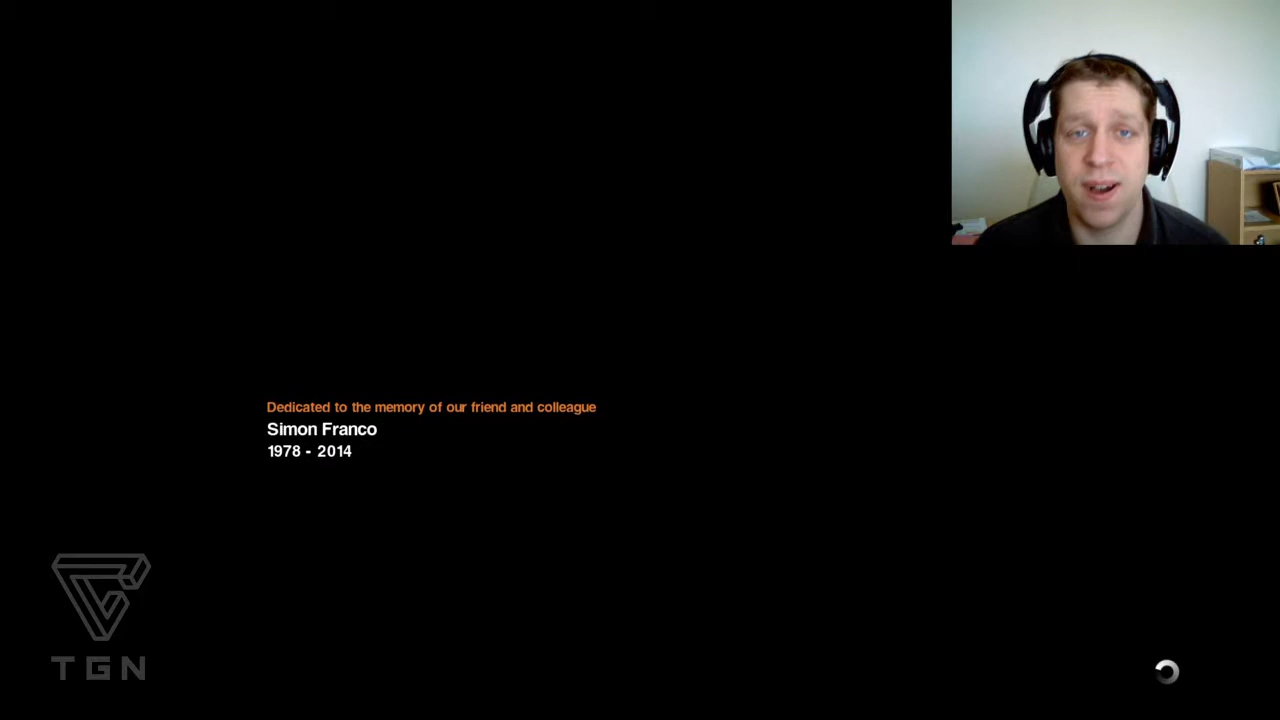 Dedicated to the memory of our friend and colleague
Simon Franco
1978 - 2014
TGN